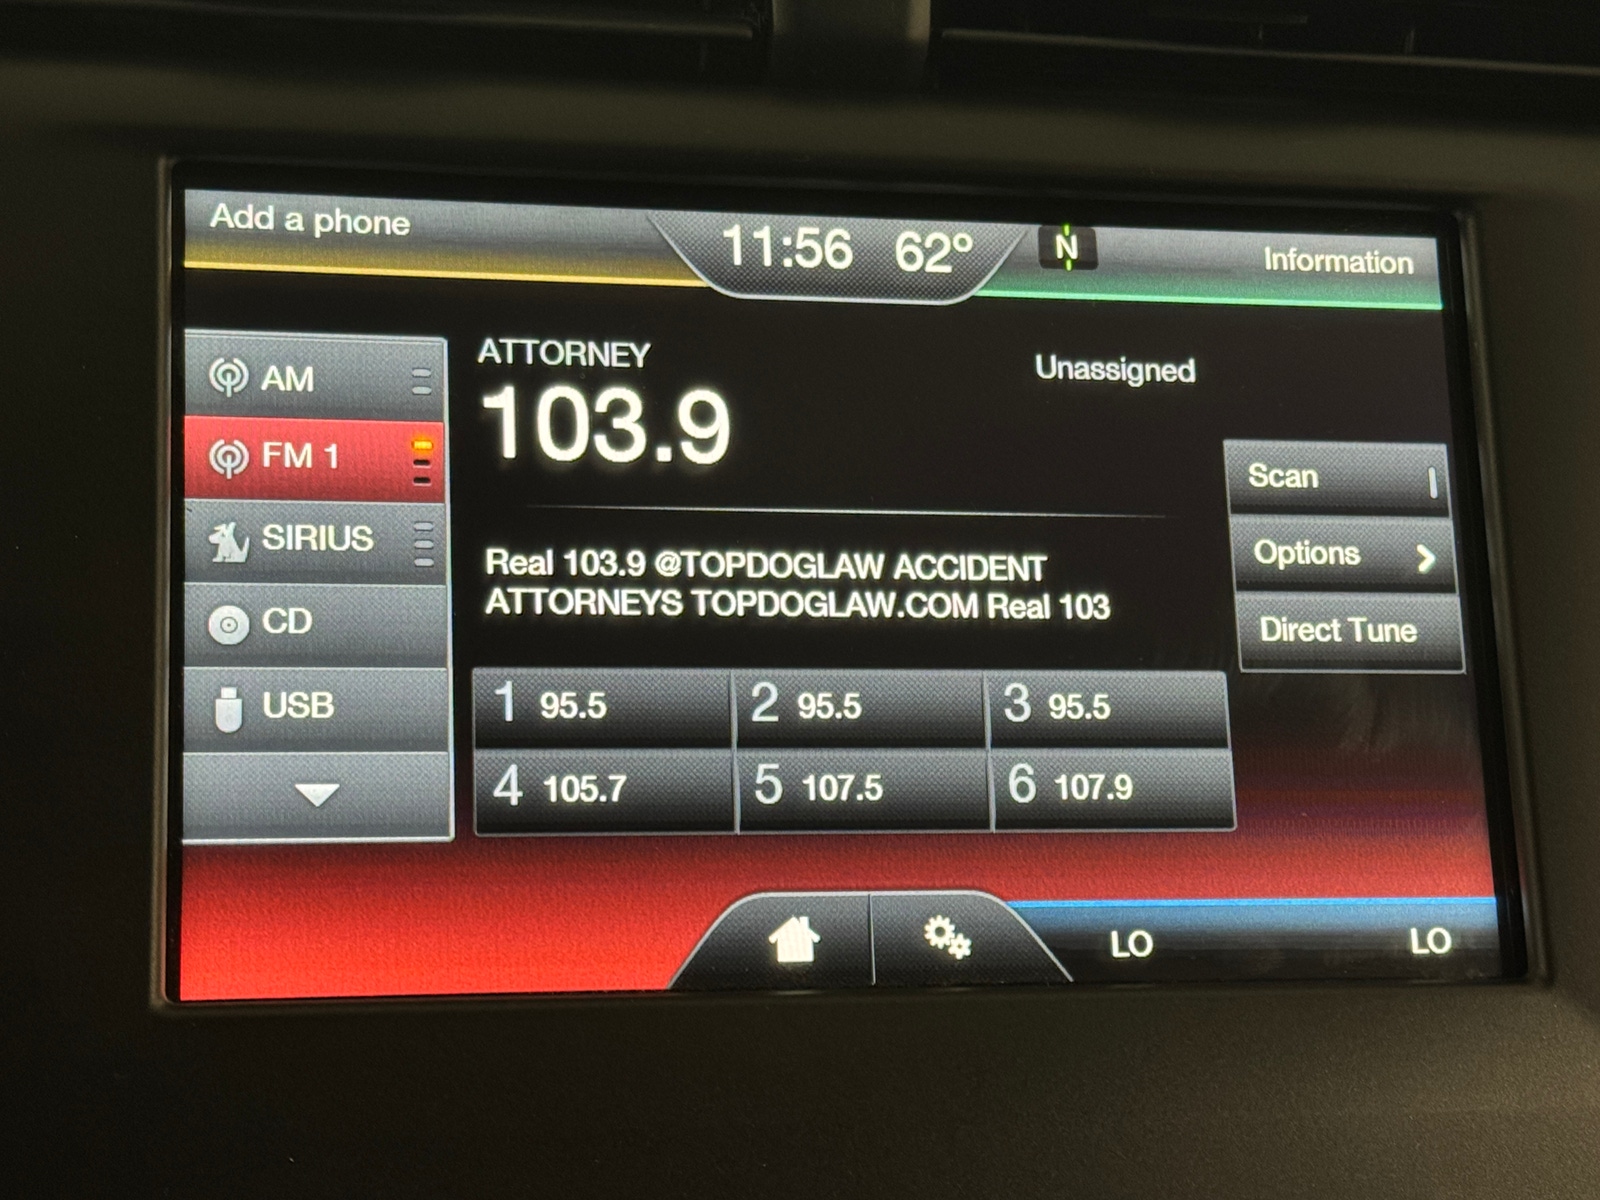 Add a phone
11:56 62°
N
Information
AM
FM 1
SIRIUS
CD
USB
ATTORNEY
103.9
Unassigned
Real 103.9 @TOPDOGLAW ACCIDENT
ATTORNEYS TOPDOGLAW.COM Real 103
Scan
Options
Direct Tune
1 95.5
2 95.5
3 95.5
4 105.7
5 107.5
6 107.9
LO
LO